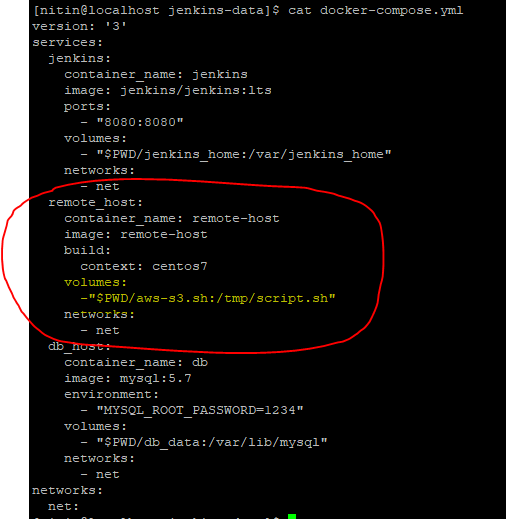 [nitin@localhost jenkins-data]$ cat docker-compose.yml
version: '3'
services:
  jenkins:
    container_name: jenkins
    image: jenkins/jenkins:lts
    ports:
      - "8080:8080"
    volumes:
      - "$PWD/jenkins_home:/var/jenkins_home"
    networks:
      - net
  remote_host:
    container_name: remote-host
    image: remote-host
    build:
      context: centos7
    volumes:
      -"$PWD/aws-s3.sh:/tmp/script.sh"
    networks:
      - net
  db_host:
    container_name: db
    image: mysql:5.7
    environment:
      - "MYSQL_ROOT_PASSWORD=1234"
    volumes:
      - "$PWD/db_data:/var/lib/mysql"
    networks:
      - net
networks:
  net: